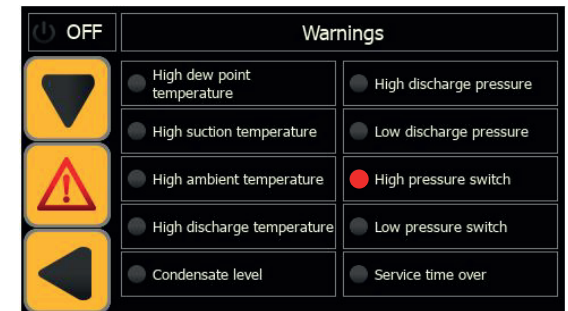 OFF
Warnings
High dew point
temperature
High discharge pressure
High suction temperature
Low discharge pressure
High ambient temperature
High pressure switch
High discharge temperature
Low pressure switch
Condensate level
Service time over